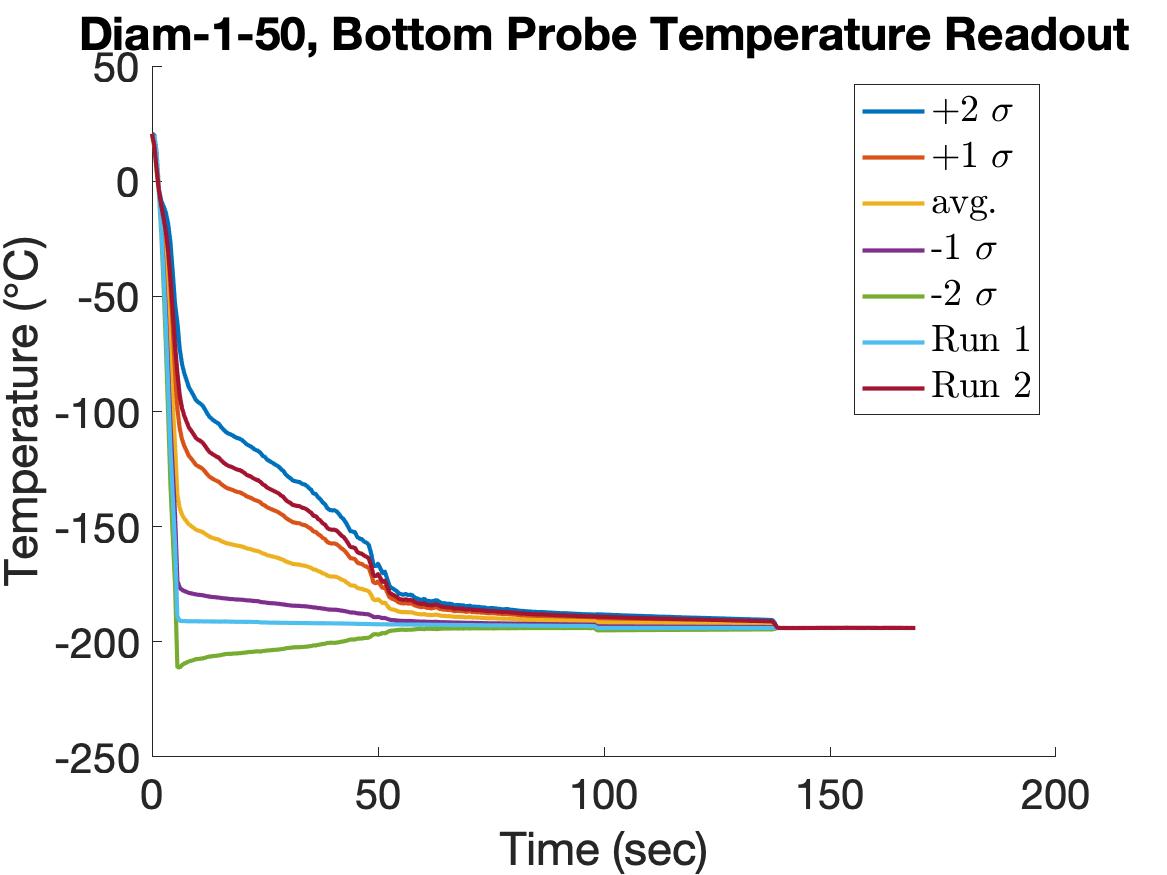 Diam-1-50, Bottom Probe Temperature Readout
50
0
-50
-100
-150
-200
-250
Temperature (°C)
0
50
100
150
200
Time (sec)
+2 σ
+1 σ
avg.
-1 σ
-2 σ
Run 1
Run 2